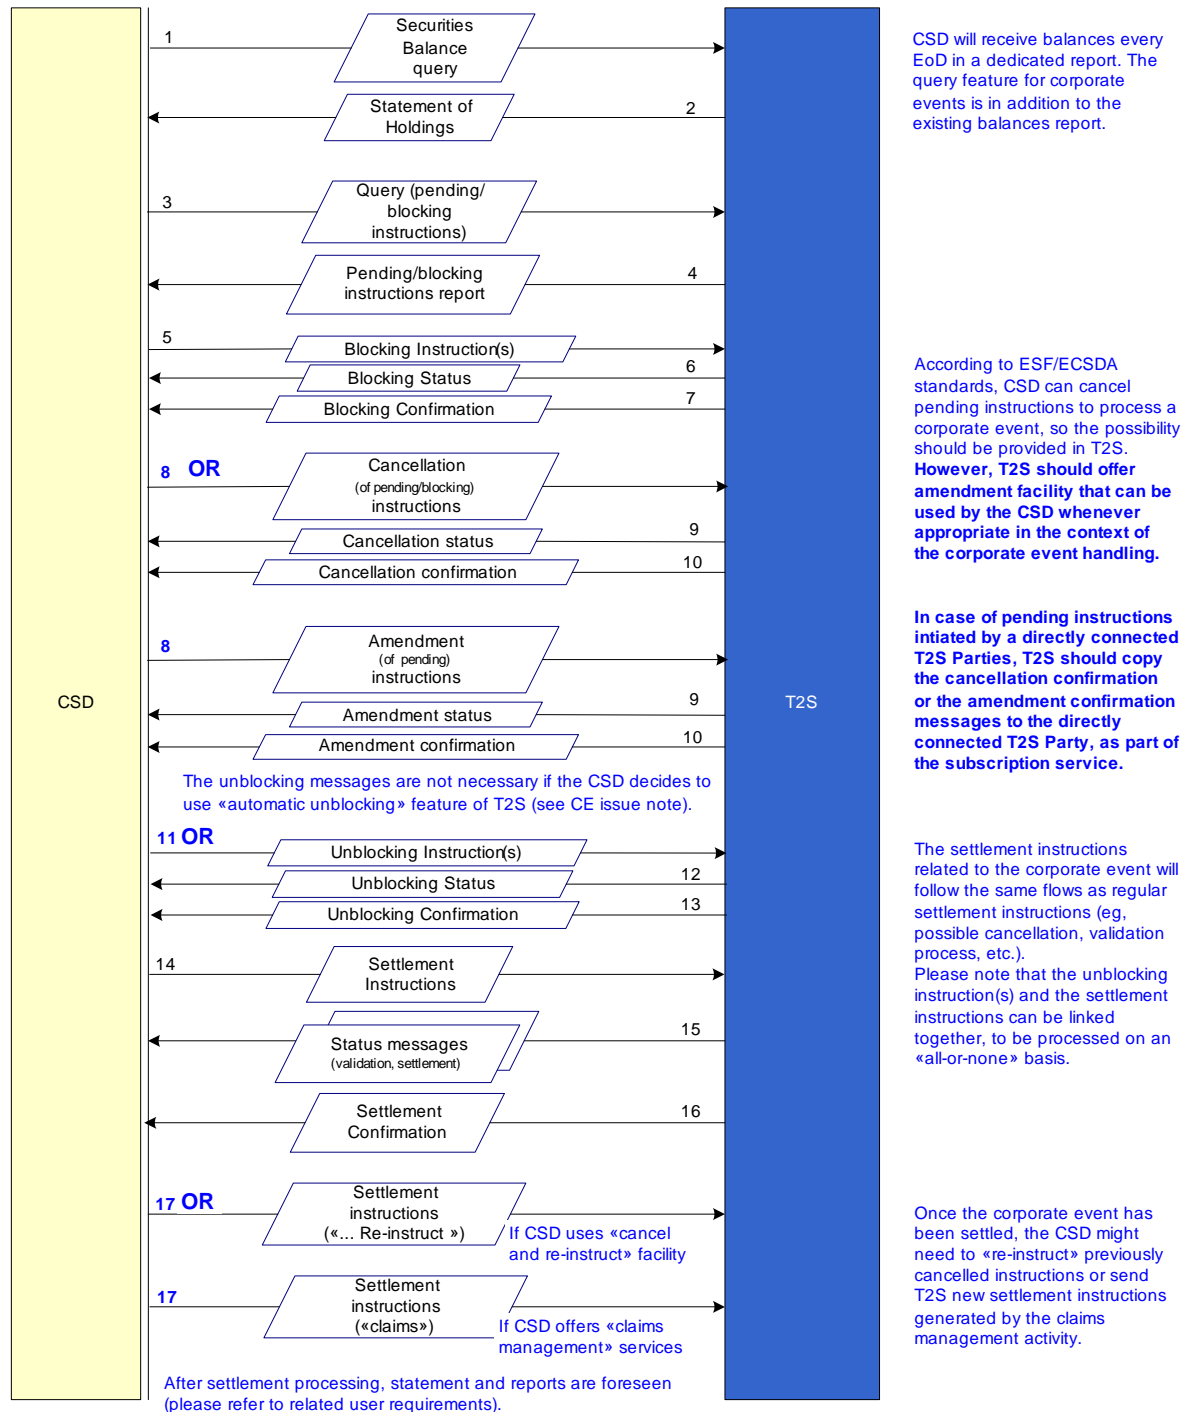 1
Securities
Balance
query
CSD will receive balances every
EoD in a dedicated report. The
query feature for corporate
events is in addition to the
existing balances report.
Statement of
Holdings
2
3
Query (pending/
blocking
instructions)
Pending/blocking
instructions report
4
5
Blocking Instruction(s)
Blocking Status
6
Blocking Confirmation
7
According to ESF/ECSDA
standards, CSD can cancel
pending instructions to process a
corporate event, so the possibility
should be provided in T2S.
However, T2S should offer
amendment facility that can be
used by the CSD whenever
appropriate in the context of
the corporate event handling.
8 OR
Cancellation
(of pending/blocking)
instructions
Cancellation status
9
Cancellation confirmation
10
In case of pending instructions
intiated by a directly connected
T2S Parties, T2S should copy
the cancellation confirmation
or the amendment confirmation
messages to the directly
connected T2S Party, as part of
the subscription service.
8
Amendment
(of pending)
instructions
CSD
T2S
Amendment status
9
Amendment confirmation
10
The unblocking messages are not necessary if the CSD decides to
use «automatic unblocking» feature of T2S (see CE issue note).
11 OR
Unblocking Instruction(s)
Unblocking Status
12
Unblocking Confirmation
13
The settlement instructions
related to the corporate event will
follow the same flows as regular
settlement instructions (eg,
possible cancellation, validation
process, etc.).
Please note that the unblocking
instruction(s) and the settlement
instructions can be linked
together, to be processed on an
«all-or-none» basis.
14
Settlement
Instructions
Status messages
(validation, settlement)
15
Settlement
Confirmation
16
17 OR
Settlement
instructions
(«... Re-instruct »)
If CSD uses «cancel
and re-instruct» facility
Once the corporate event has
been settled, the CSD might
need to «re-instruct» previously
cancelled instructions or send
T2S new settlement instructions
generated by the claims
management activity.
17
Settlement
instructions
(«claims»)
If CSD offers «claims
management» services
After settlement processing, statement and reports are foreseen
(please refer to related user requirements).